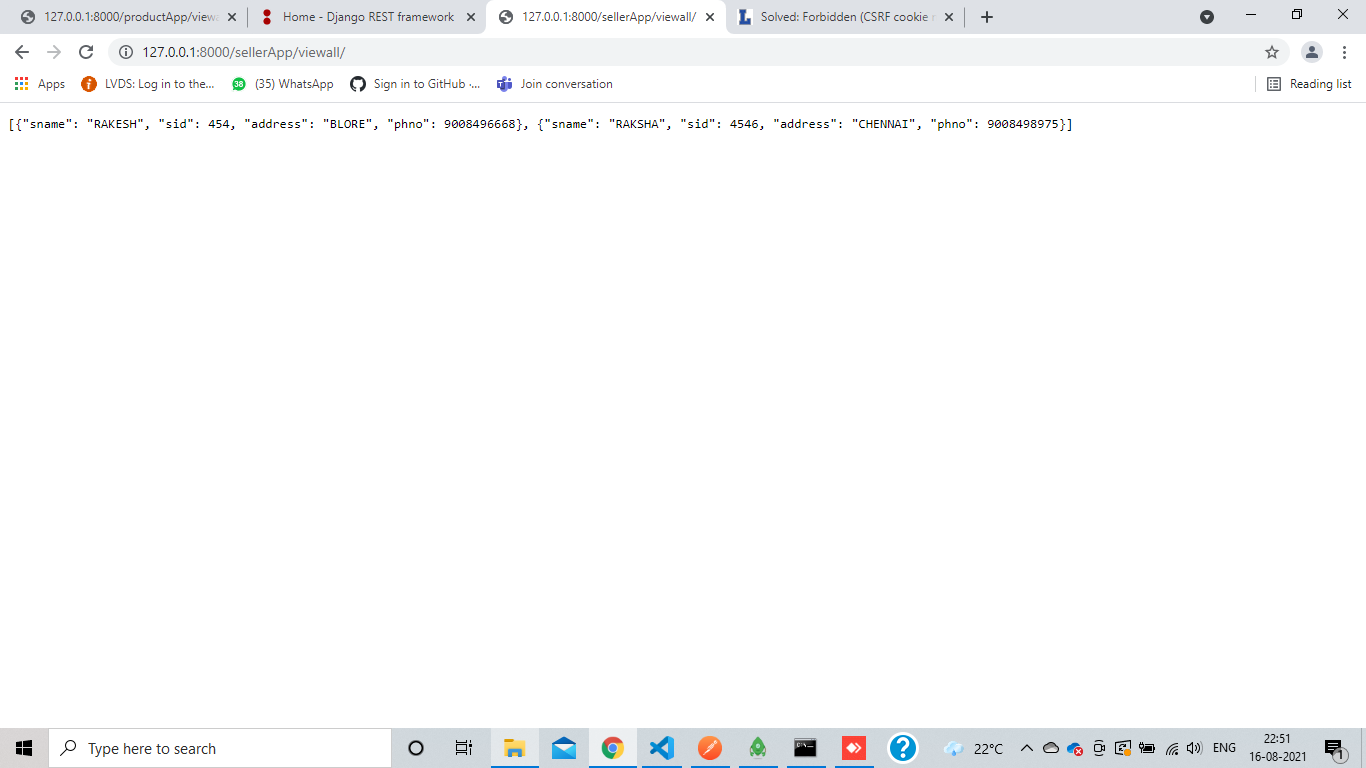 127.0.0.1:8000/productApp/viewa
Home - Django REST framework
127.0.0.1:8000/sellerApp/viewall/
Solved: Forbidden (CSRF cookie n
127.0.0.1:8000/sellerApp/viewall/
Apps
LVDS: Log in to the...
38
(35) WhatsApp
Sign in to GitHub ·...
Join conversation
Reading list
[{"sname": "RAKESH", "sid": 454, "address": "BLORE", "phno": 9008496668}, {"sname": "RAKSHA", "sid": 4546, "address": "CHENNAI", "phno": 9008498975}]
Type here to search
22°C
ENG
22:51
16-08-2021
1